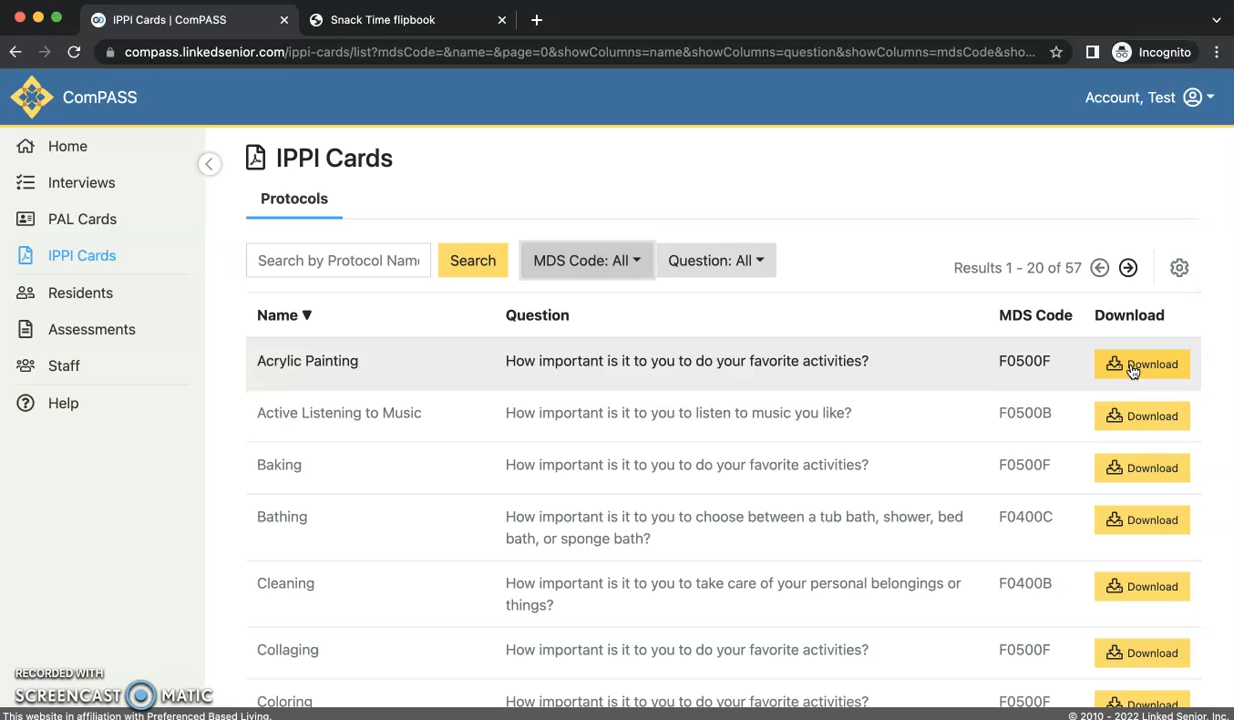 IPPI Cards | ComPASS
Snack Time flipbook
compass.linkedsenior.com/ippi-cards/list?mdsCode=&name=&page=0&showColumns=name&showColumns=question&showColumns=mdsCode&sho...
Incognito
ComPASS
Account, Test
Home
Interviews
PAL Cards
IPPI Cards
Residents
Assessments
Staff
Help
IPPI Cards
Protocols
Search by Protocol Name
Search
MDS Code: All
Question: All
Results 1 - 20 of 57
Name ▼ Question MDS Code Download
Acrylic Painting How important is it to you to do your favorite activities? F0500F Download
Active Listening to Music How important is it to you to listen to music you like? F0500B Download
Baking How important is it to you to do your favorite activities? F0500F Download
Bathing How important is it to you to choose between a tub bath, shower, bed F0400C Download
bath, or sponge bath?
Cleaning How important is it to you to take care of your personal belongings or F0400B Download
things?
Collaging How important is it to you to do your favorite activities? F0500F Download
Coloring How important is it to you to do your favorite activities? F0500F Download
RECORDED WITH
SCREENCAST MATIC
This website in affiliation with Preferenced Based Living.
© 2010 - 2022 Linked Senior, Inc.